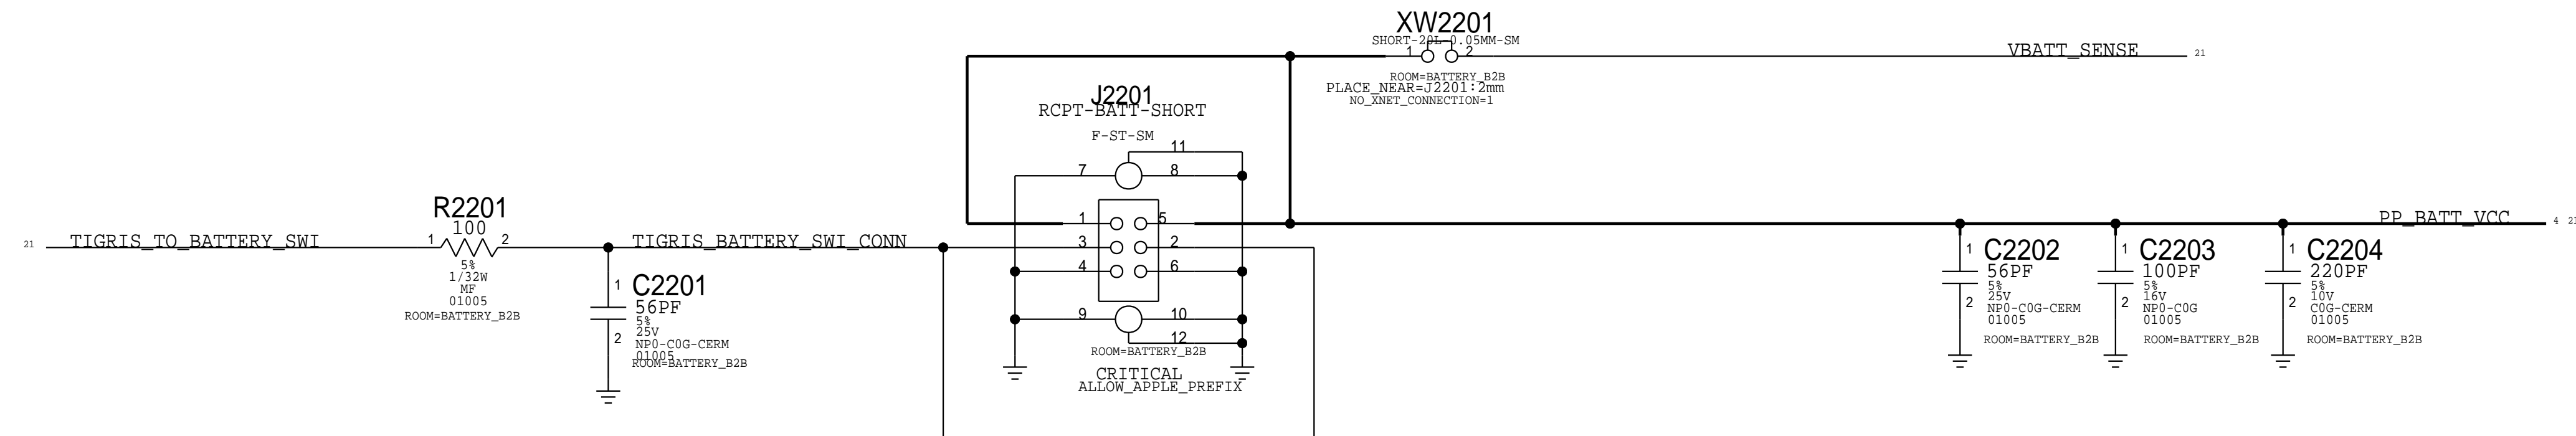 XW2201
SHORT-20L-0.05MM-SM
1
2
VBATT_SENSE
21
ROOM=BATTERY_B2B
PLACE_NEAR=J2201:2mm
NO_XNET_CONNECTION=1
J2201
RCPT-BATT-SHORT
F-ST-SM
11
7
8
1
5
3
2
4
6
9
10
12
ROOM=BATTERY_B2B
CRITICAL
ALLOW_APPLE_PREFIX
21
TIGRIS_TO_BATTERY_SWI
R2201
100
1
2
5%
1/32W
MF
01005
ROOM=BATTERY_B2B
TIGRIS_BATTERY_SWI_CONN
1
2
C2201
56PF
5%
25V
NP0-C0G-CERM
01005
ROOM=BATTERY_B2B
PP_BATT_VCC
4 21
1
2
C2202
56PF
5%
25V
NP0-C0G-CERM
01005
ROOM=BATTERY_B2B
1
2
C2203
100PF
5%
16V
NP0-C0G
01005
ROOM=BATTERY_B2B
1
2
C2204
220PF
5%
10V
C0G-CERM
01005
ROOM=BATTERY_B2B